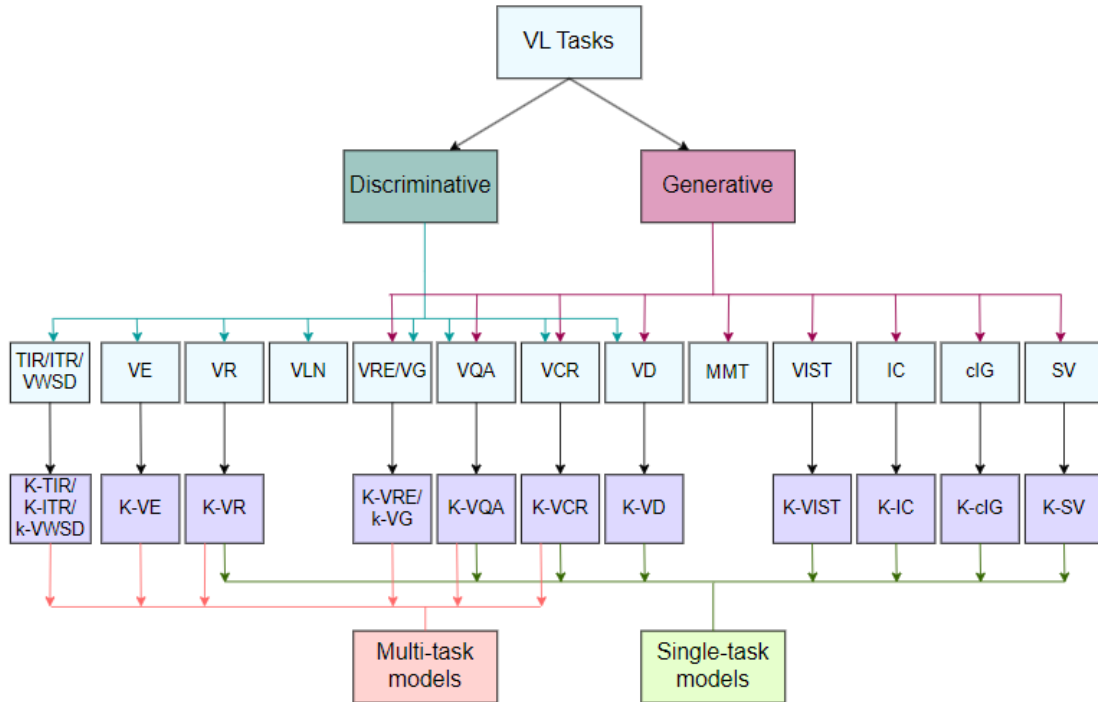 VL Tasks
Discriminative
Generative
TIR/ITR/
VWSD
VE
VR
VLN
VRE/VG
VQA
VCR
VD
MMT
VIST
IC
cIG
SV
K-TIR/
K-ITR/
k-VWSD
K-VE
K-VR
K-VRE/
k-VG
K-VQA
K-VCR
K-VD
K-VIST
K-IC
K-cIG
K-SV
Multi-task
models
Single-task
models